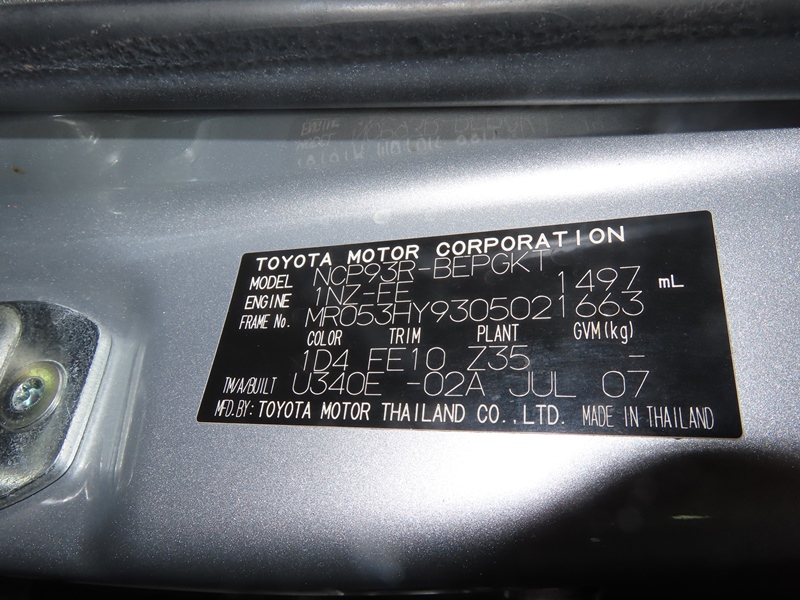 TOYOTA MOTOR CORPORATION
MODEL NCP93R-BEPGKT
ENGINE 1NZ-FE 1497 mL
FRAME No. MR053HY9305021663
COLOR TRIM PLANT GVM(kg)
1D4 FE10 Z35 -
TM/A/BUILT U340E -02A JUL 07
MFD.BY: TOYOTA MOTOR THAILAND CO.,LTD. MADE IN THAILAND